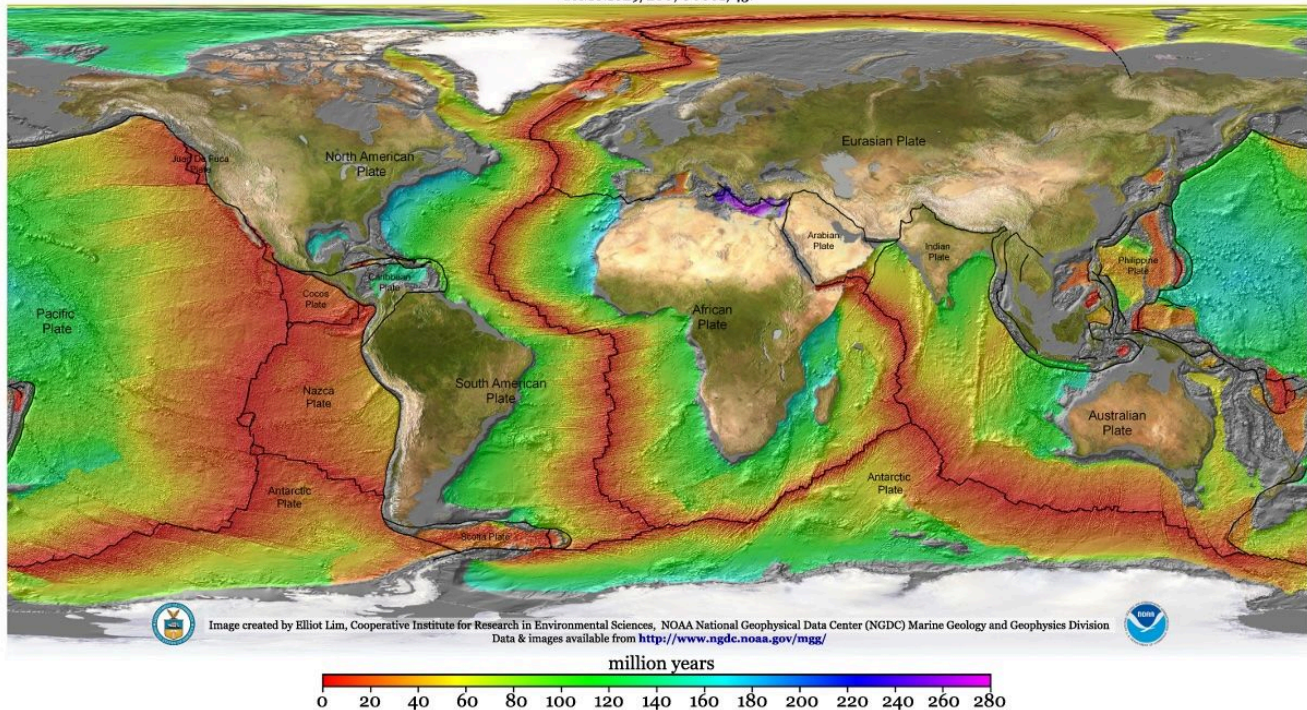 North American
Plate
Juan De Fuca
Plate
Eurasian Plate
Arabian
Plate
Indian
Plate
Philippine
Plate
Pacific
Plate
Cocos
Plate
Caribbean
Plate
African
Plate
Nazca
Plate
South American
Plate
Australian
Plate
Antarctic
Plate
Antarctic
Plate
Scotia Plate
noaa
Image created by Elliot Lim, Cooperative Institute for Research in Environmental Sciences, NOAA National Geophysical Data Center (NGDC) Marine Geology and Geophysics Division
Data & images available from http://www.ngdc.noaa.gov/mgg/
million years
0 20 40 60 80 100 120 140 160 180 200 220 240 260 280